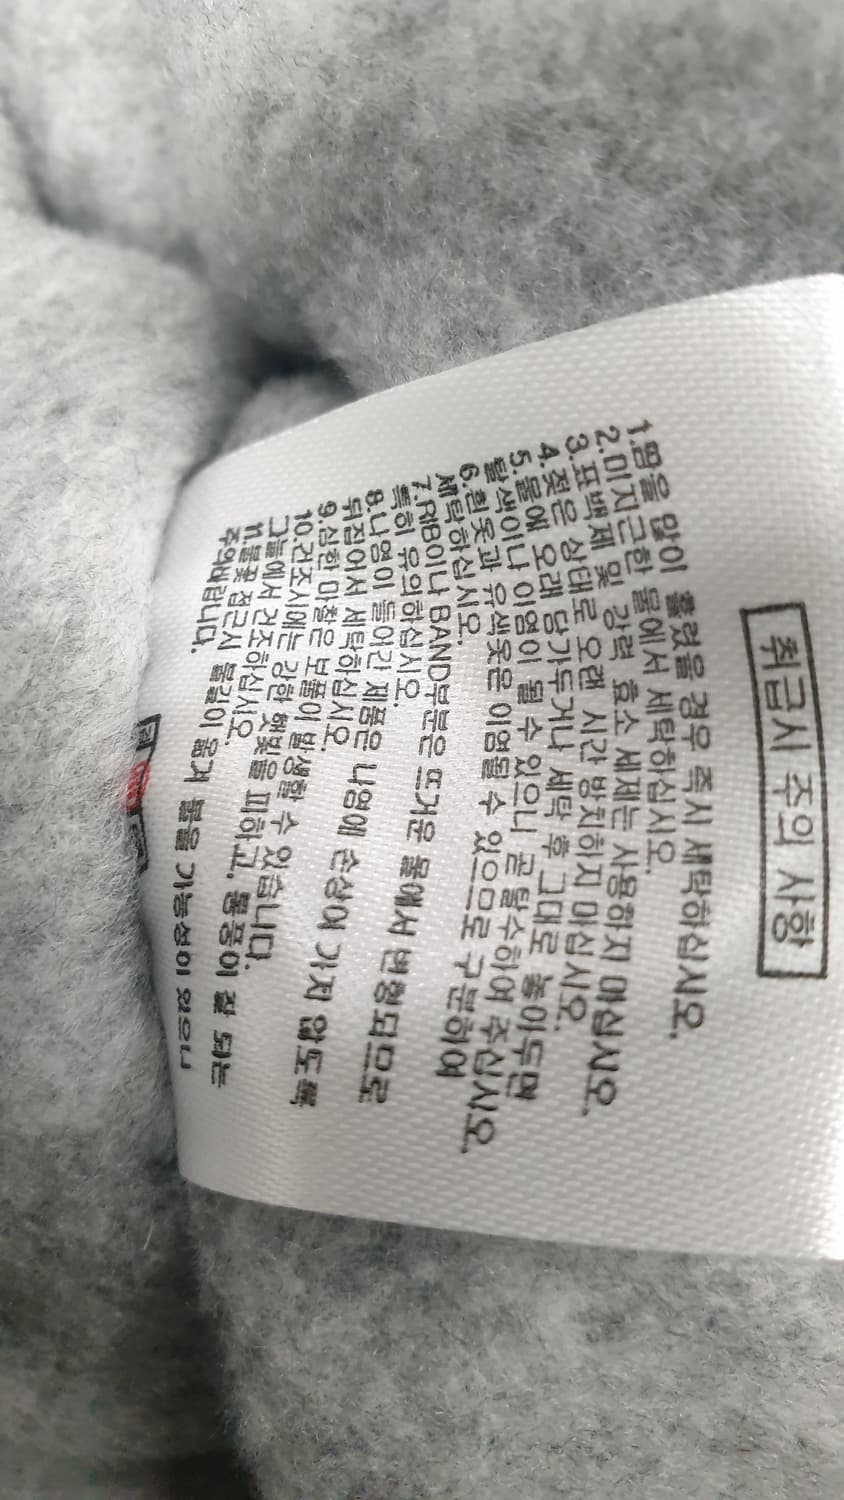 취급시 주의 사항
1.땀을 많이 흘렸을 경우 즉시 세탁하십시오.
2.미지근한 물에서 세탁하십시오.
3.표백제 및 강력 효소 세제는 사용하지 마십시오.
4.젖은 상태로 오랜 시간 방치하지 마십시오.
5.물에 오래 담가두거나 세탁 후 그대로 놓아두면
탈색이나 이염이 될 수 있으니 곧 탈수하여 주십시오.
6.흰옷과 유색옷은 이염될 수 있으므로 구분하여
세탁하십시오.
7.RIB이나 BAND부분은 뜨거운 물에서 변형되므로
특히 유의하십시오.
8.나염이 들어간 제품은 나염에 손상이 가지 않도록
뒤집어서 세탁하십시오.
9.심한 마찰은 보풀이 발생할 수 있습니다.
10.건조시에는 강한 햇빛을 피하고, 통풍이 잘 되는
그늘에서 건조하십시오.
11.불꽃 접근시 불길이 옮겨 붙을 가능성이 있으니
주의바랍니다.